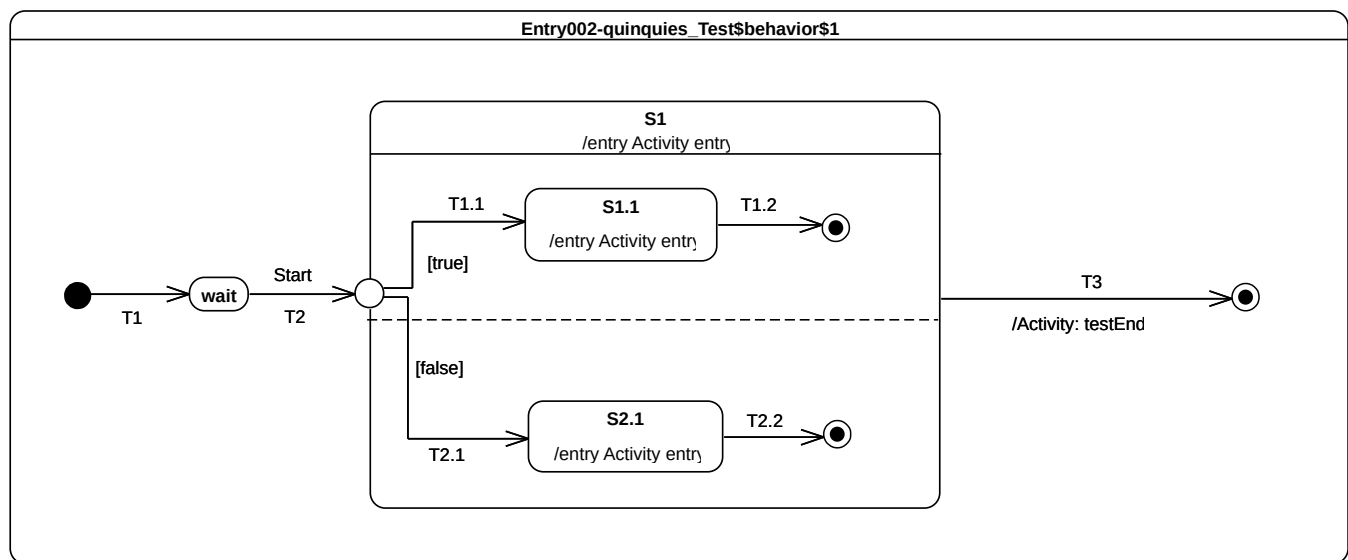 Entry002-quinquies_Test$behavior$1
S1
/entry Activity entry
T1.1
S1.1
/entry Activity entry
T1.2
[true]
Start
wait
T1
T2
T3
/Activity: testEnd
[false]
S2.1
/entry Activity entry
T2.2
T2.1